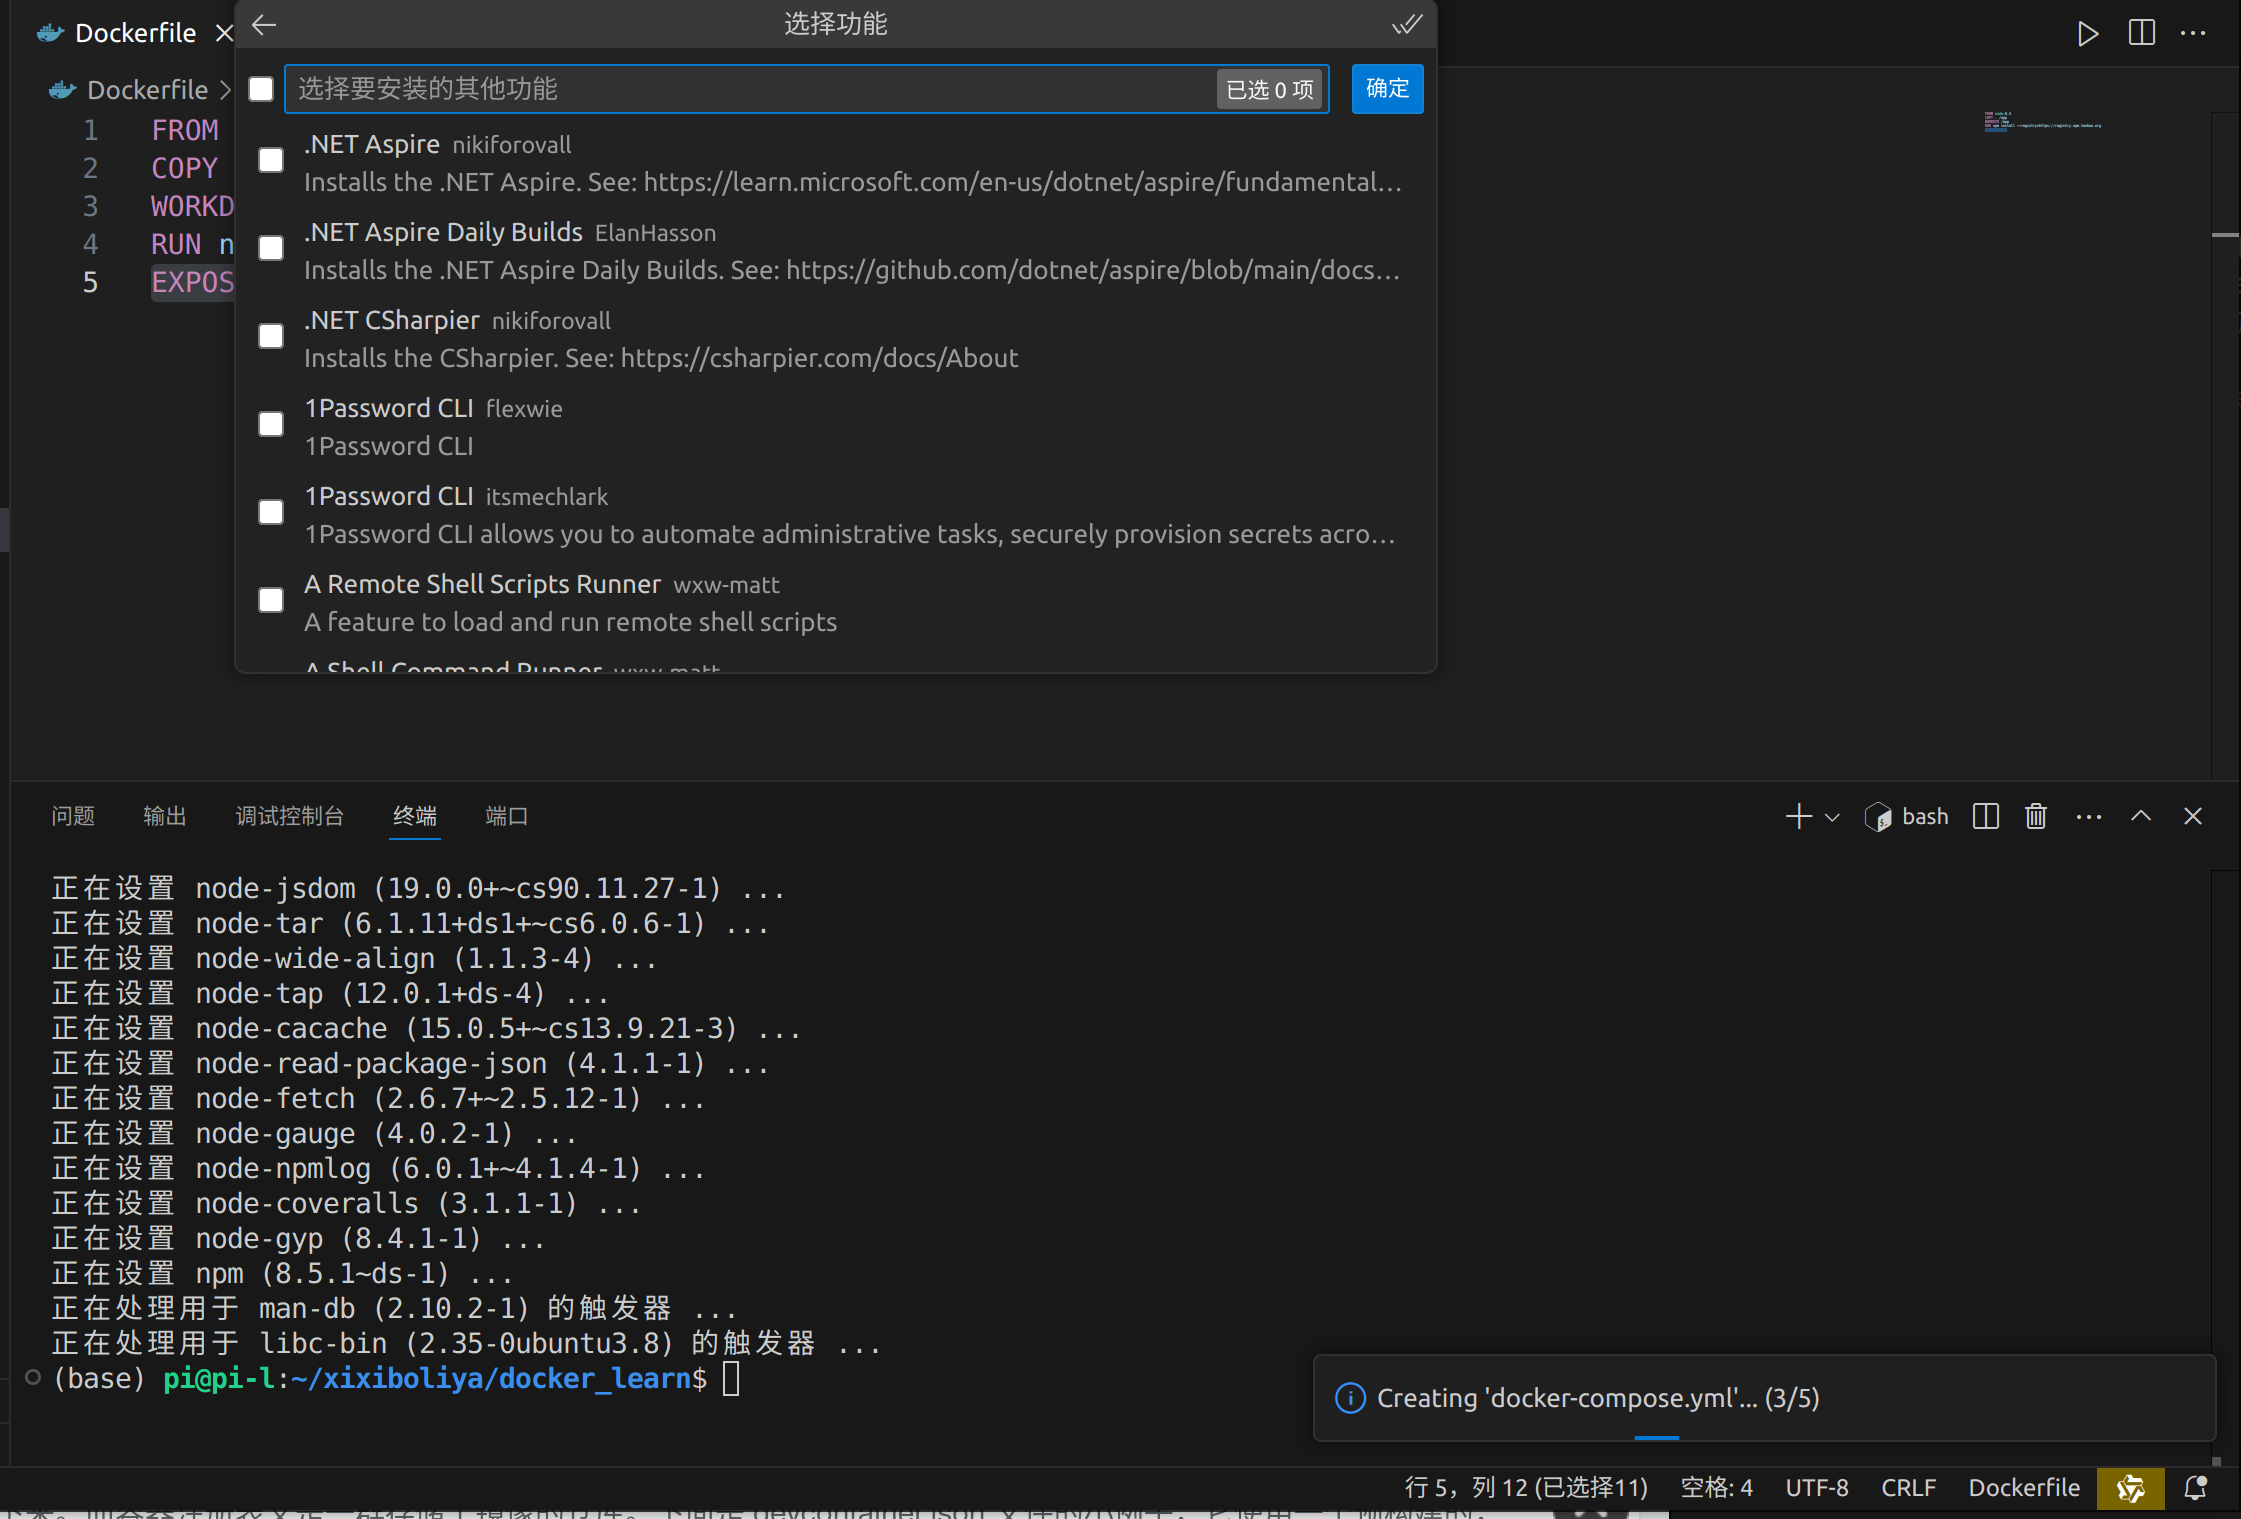 Dockerfile
选择功能
Dockerfile
选择要安装的其他功能
已选 0 项
确定
1 FROM
2 COPY
3 WORKD
4 RUN n
5 EXPOS
.NET Aspire nikiforovall
Installs the .NET Aspire. See: https://learn.microsoft.com/en-us/dotnet/aspire/fundamental...
.NET Aspire Daily Builds ElanHasson
Installs the .NET Aspire Daily Builds. See: https://github.com/dotnet/aspire/blob/main/docs...
.NET CSharpier nikiforovall
Installs the CSharpier. See: https://csharpier.com/docs/About
1Password CLI flexwie
1Password CLI
1Password CLI itsmechlark
1Password CLI allows you to automate administrative tasks, securely provision secrets acro...
A Remote Shell Scripts Runner wxw-matt
A feature to load and run remote shell scripts
A Shell Command Runner wxw-matt
问题 输出 调试控制台 终端 端口
bash
正在设置 node-jsdom (19.0.0+~cs90.11.27-1) ...
正在设置 node-tar (6.1.11+ds1+~cs6.0.6-1) ...
正在设置 node-wide-align (1.1.3-4) ...
正在设置 node-tap (12.0.1+ds-4) ...
正在设置 node-cacache (15.0.5+~cs13.9.21-3) ...
正在设置 node-read-package-json (4.1.1-1) ...
正在设置 node-fetch (2.6.7+~2.5.12-1) ...
正在设置 node-gauge (4.0.2-1) ...
正在设置 node-npmlog (6.0.1+~4.1.4-1) ...
正在设置 node-coveralls (3.1.1-1) ...
正在设置 node-gyp (8.4.1-1) ...
正在设置 npm (8.5.1~ds-1) ...
正在处理用于 man-db (2.10.2-1) 的触发器 ...
正在处理用于 libc-bin (2.35-0ubuntu3.8) 的触发器 ...
(base) pi@pi-l:~/xixiboliya/docker_learn$
Creating 'docker-compose.yml'... (3/5)
行 5，列 12 (已选择11) 空格: 4 UTF-8 CRLF Dockerfile